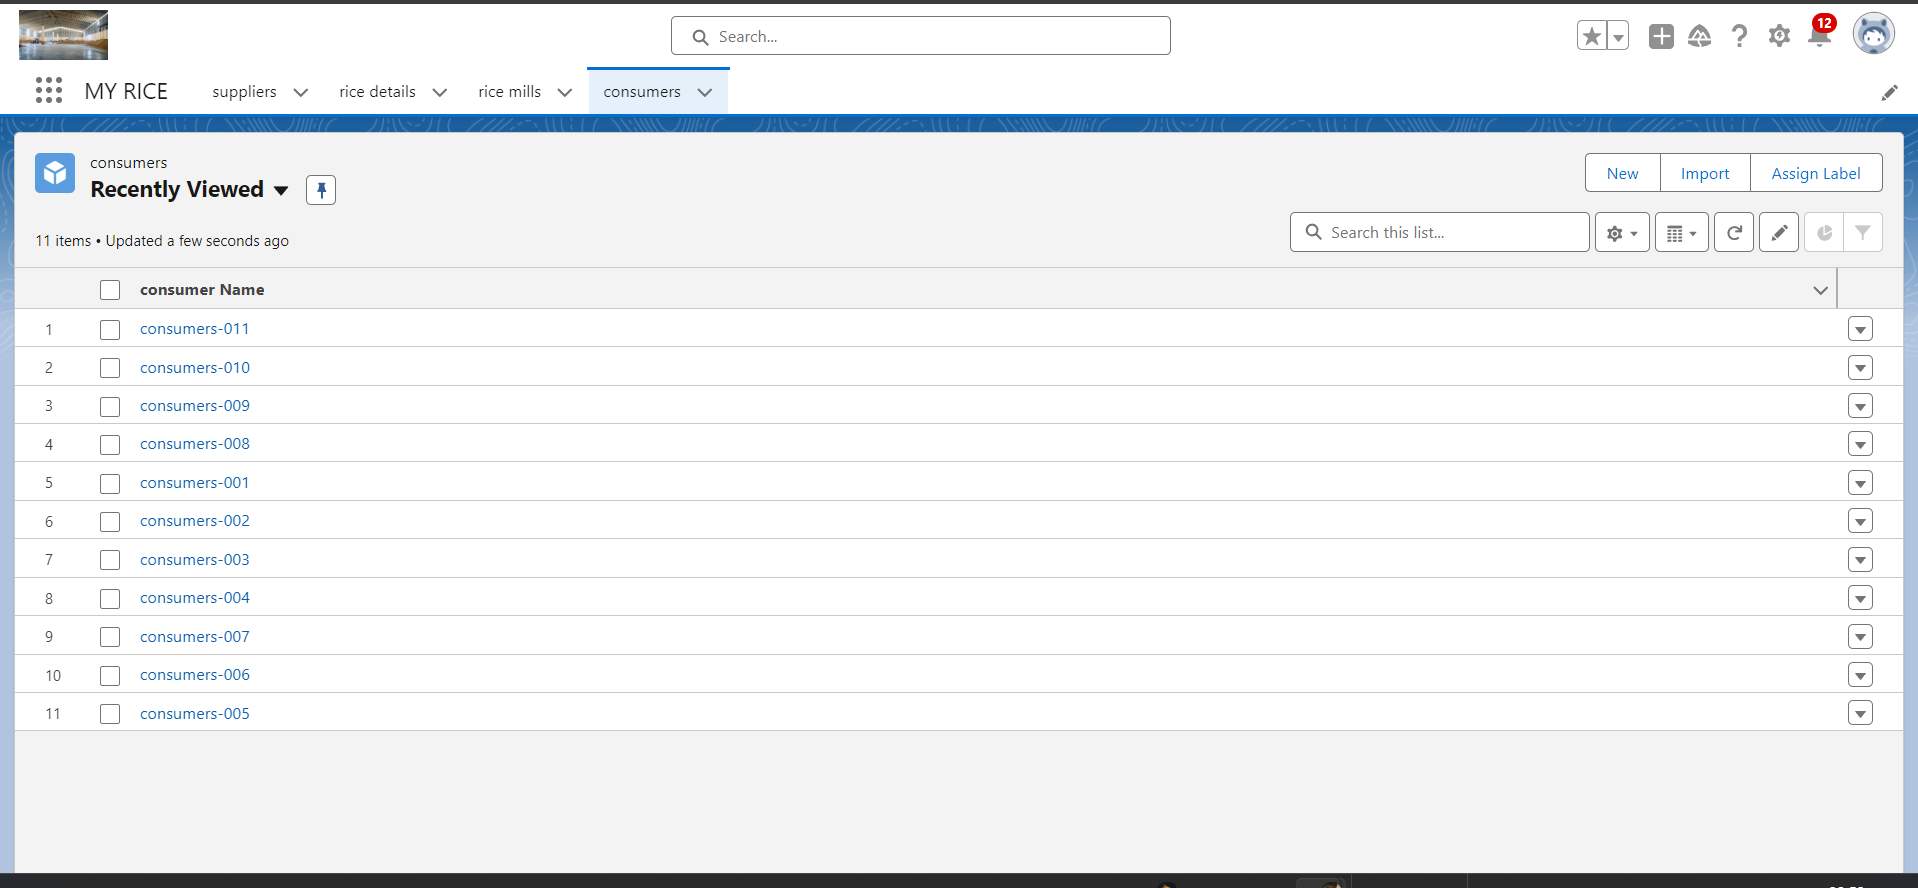 Search...
12
MY RICE
suppliers
rice details
rice mills
consumers
consumers
Recently Viewed
New
Import
Assign Label
11 items • Updated a few seconds ago
Search this list...
consumer Name
1 consumers-011
2 consumers-010
3 consumers-009
4 consumers-008
5 consumers-001
6 consumers-002
7 consumers-003
8 consumers-004
9 consumers-007
10 consumers-006
11 consumers-005